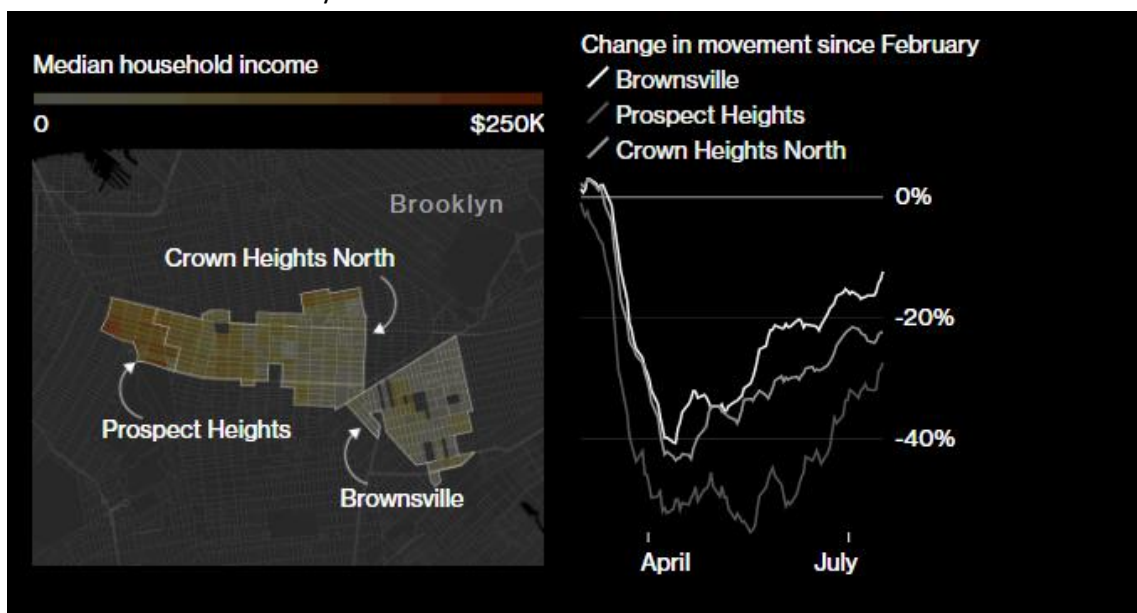 Median household income
0 $250K
Brooklyn
Crown Heights North
Prospect Heights
Brownsville
Change in movement since February
Brownsville
Prospect Heights
Crown Heights North
0%
-20%
-40%
April July